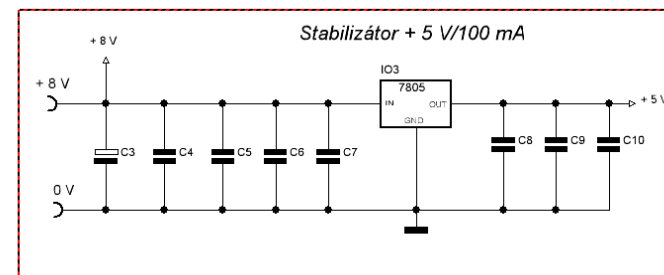 Stabilizátor + 5 V/100 mA
+ 8 V
+ 8 V
IO3
7805
IN
OUT
GND
+ 5 V
C3
C4
C5
C6
C7
C8
C9
C10
0 V